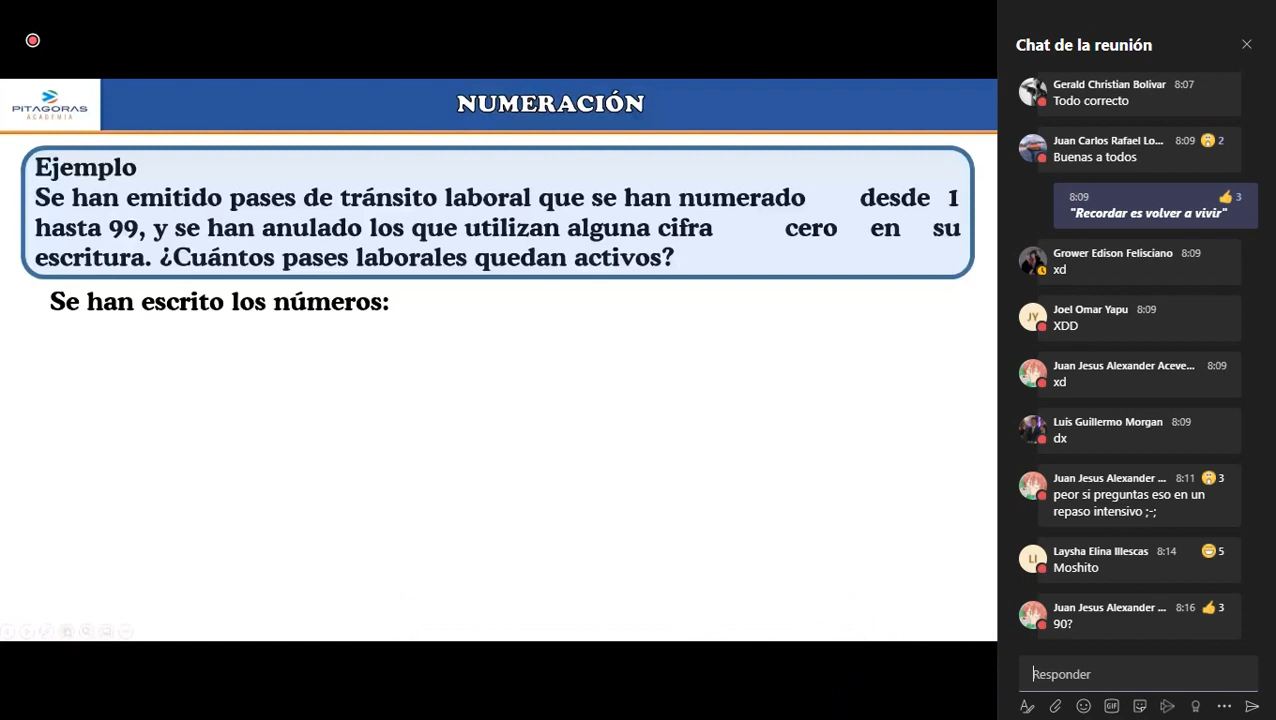 PITAGORAS
ACADEMIA
NUMERACIÓN
Ejemplo
Se han emitido pases de tránsito laboral que se han numerado desde 1
hasta 99, y se han anulado los que utilizan alguna cifra cero en su
escritura. ¿Cuántos pases laborales quedan activos?
Se han escrito los números:
Chat de la reunión
Gerald Christian Bolivar 8:07
Todo correcto
Juan Carlos Rafael Lo... 8:09 2
Buenas a todos
8:09 3
"Recordar es volver a vivir"
Grower Edison Felisciano 8:09
xd
JY
Joel Omar Yapu 8:09
XDD
Juan Jesus Alexander Aceve... 8:09
xd
Luis Guillermo Morgan 8:09
dx
Juan Jesus Alexander ... 8:11 3
peor si preguntas eso en un
repaso intensivo ;-;
LI
Laysha Elina Illescas 8:14 5
Moshito
Juan Jesus Alexander ... 8:16 3
90?
Responder
GIF